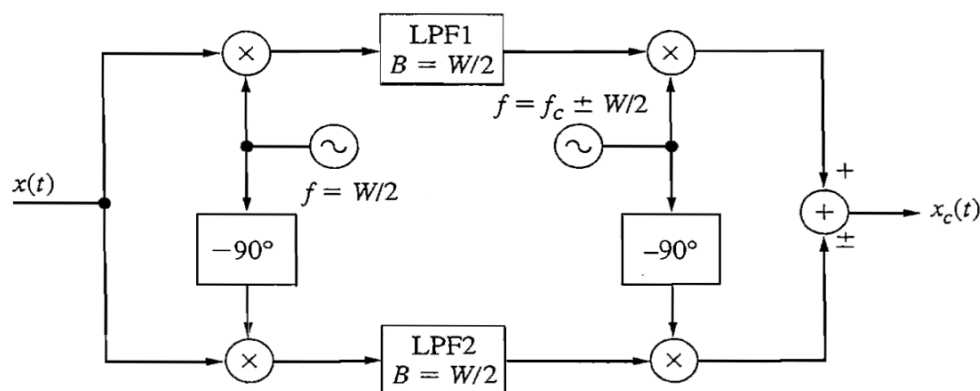 LPF1
B = W/2
×
×
f = f_c ± W/2
~
~
x(t)
f = W/2
+
−90°
–90°
+
x_c(t)
±
LPF2
B = W/2
×
×